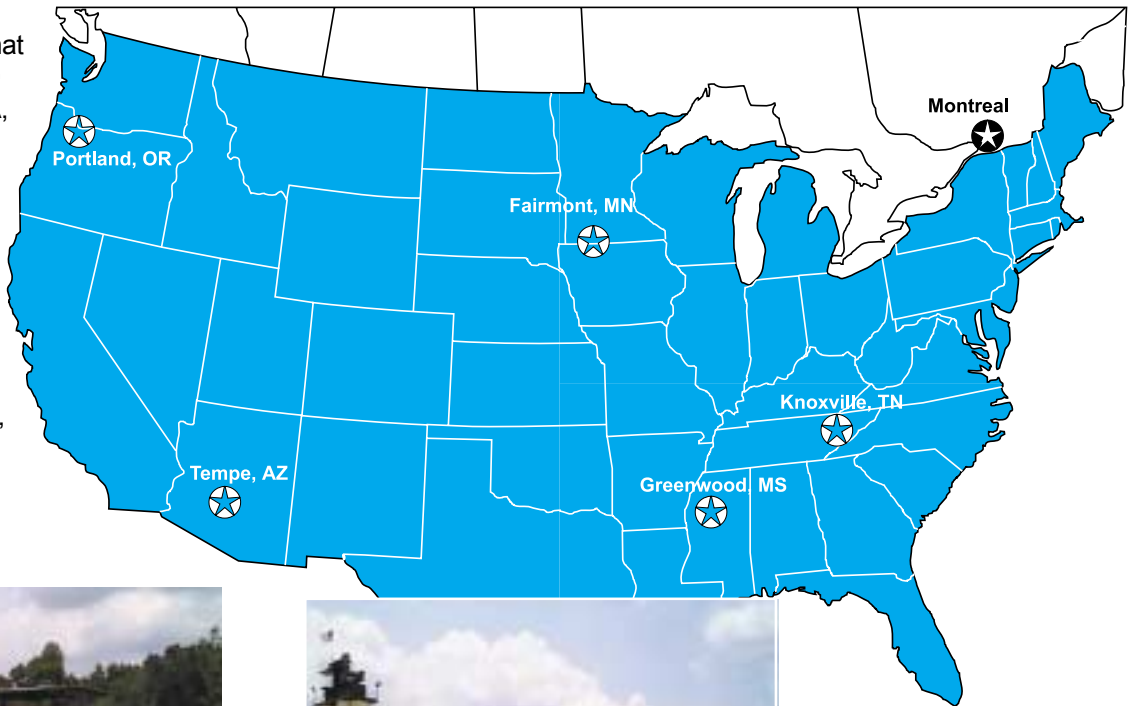 Montreal
Portland, OR
Fairmont, MN
Knoxville, TN
Tempe, AZ
Greenwood, MS